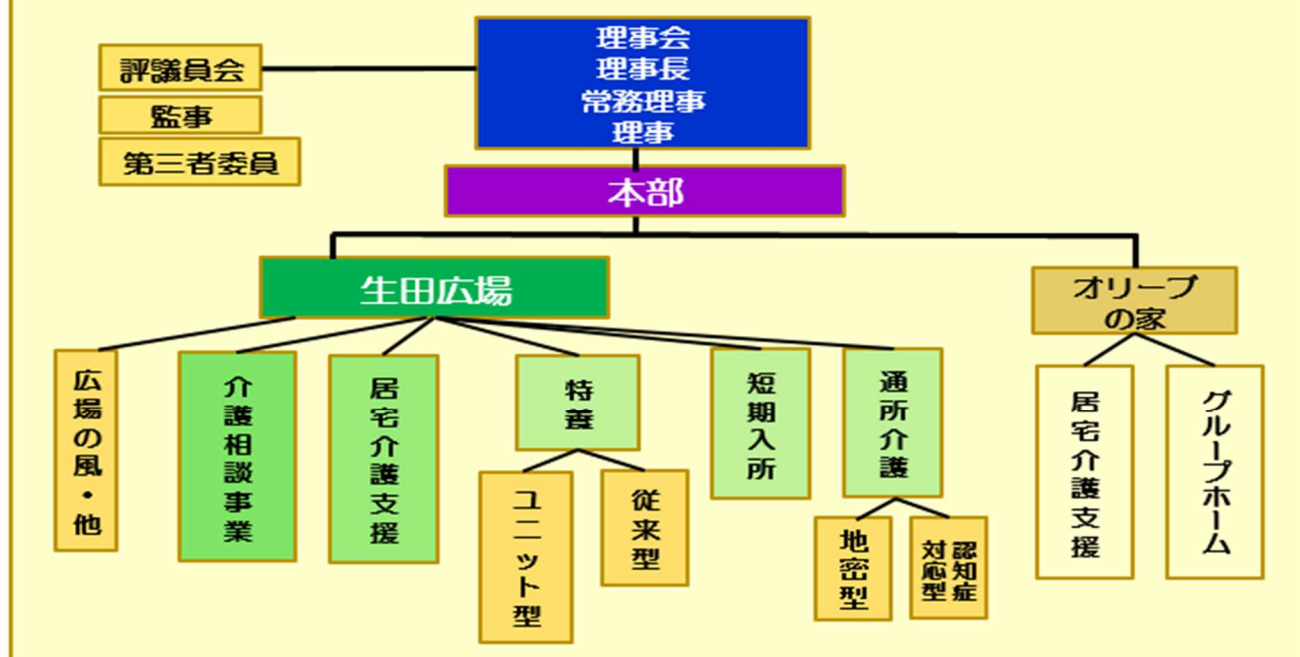 理事会
理事長
常務理事
理事
評議員会
監事
第三者委員
本部
生田広場
オリーブ
の家
広場の風・他
介護相談事業
居宅介護支援
特養
短期入所
通所介護
居宅介護支援
グループホーム
ユニット型
従来型
地密型
認知症
対応型